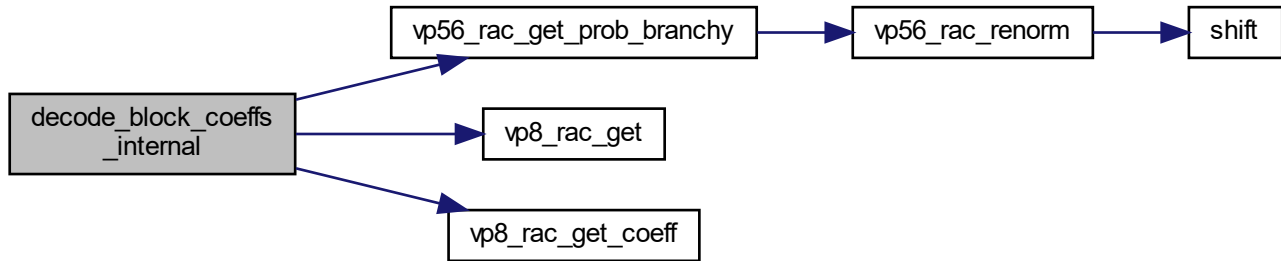 vp56_rac_get_prob_branchy
vp56_rac_renorm
shift
decode_block_coeffs
_internal
vp8_rac_get
vp8_rac_get_coeff